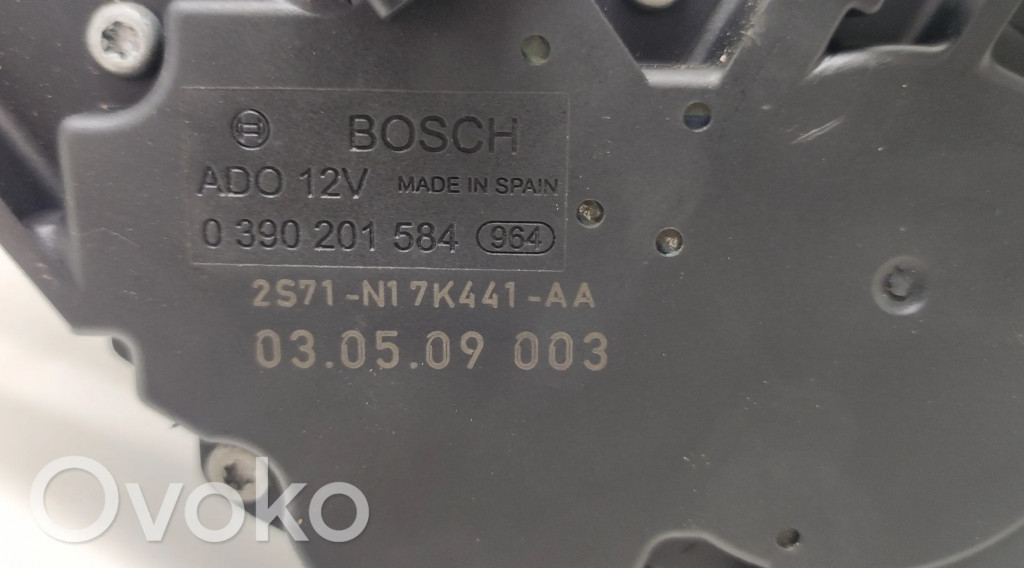 BOSCH
ADO 12V MADE IN SPAIN
0 390 201 584 964
2S71-N17K441-AA
03.05.09 003
Ovoko